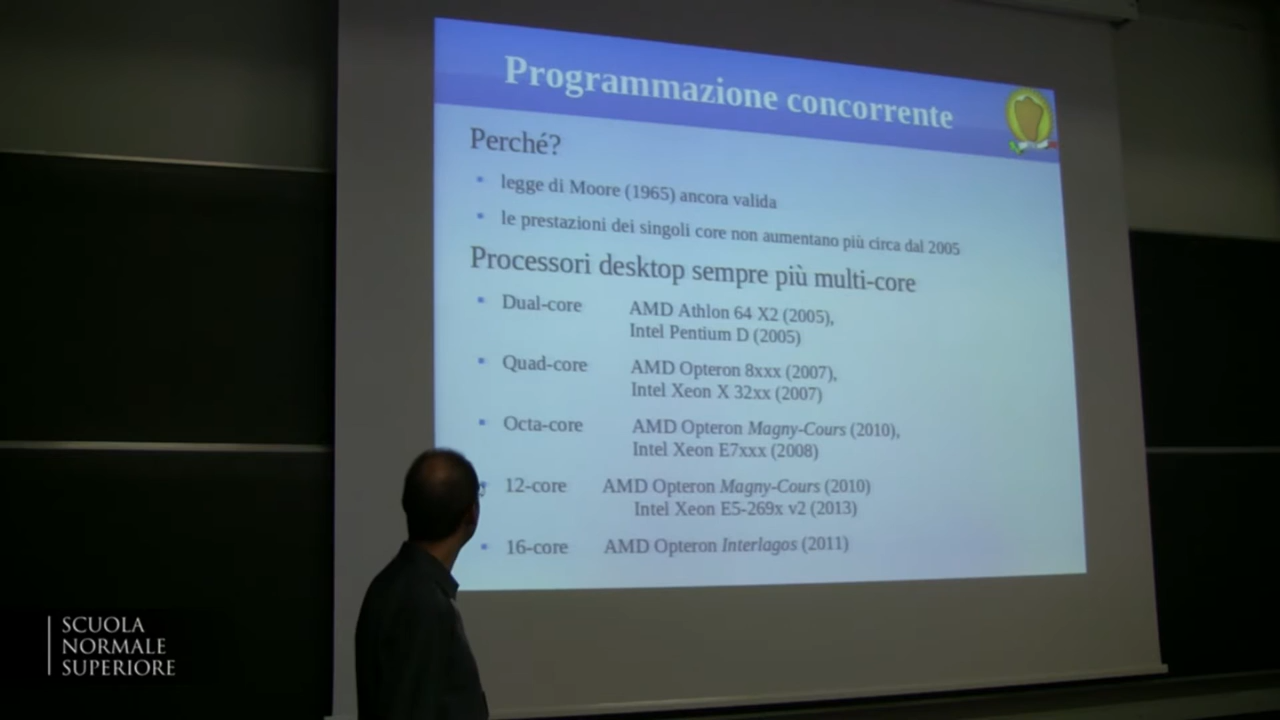 Programmazione concorrente
Perché?
legge di Moore (1965) ancora valida
le prestazioni dei singoli core non aumentano più circa dal 2005
Processori desktop sempre più multi-core
Dual-core AMD Athlon 64 X2 (2005),
Intel Pentium D (2005)
Quad-core AMD Opteron 8xxx (2007),
Intel Xeon X 32xx (2007)
Octa-core AMD Opteron Magny-Cours (2010),
Intel Xeon E7xxx (2008)
12-core AMD Opteron Magny-Cours (2010)
Intel Xeon E5-269x v2 (2013)
16-core AMD Opteron Interlagos (2011)
SCUOLA
NORMALE
SUPERIORE